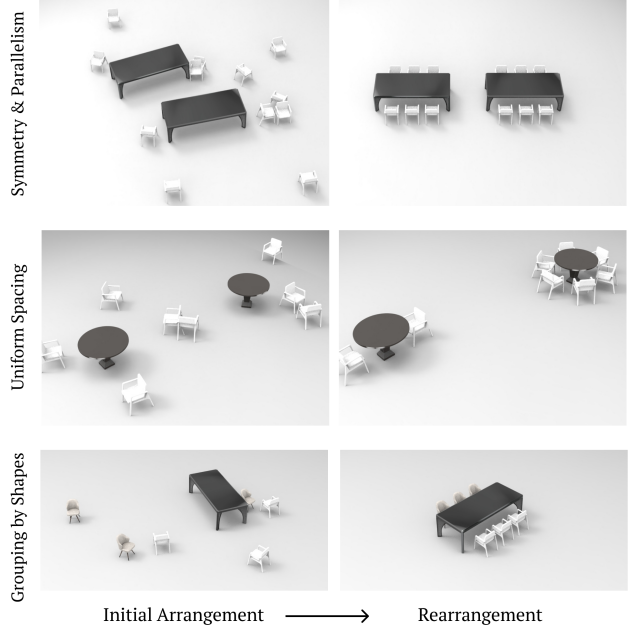 Symmetry & Parallelism
Uniform Spacing
Grouping by Shapes
Initial Arrangement
Rearrangement